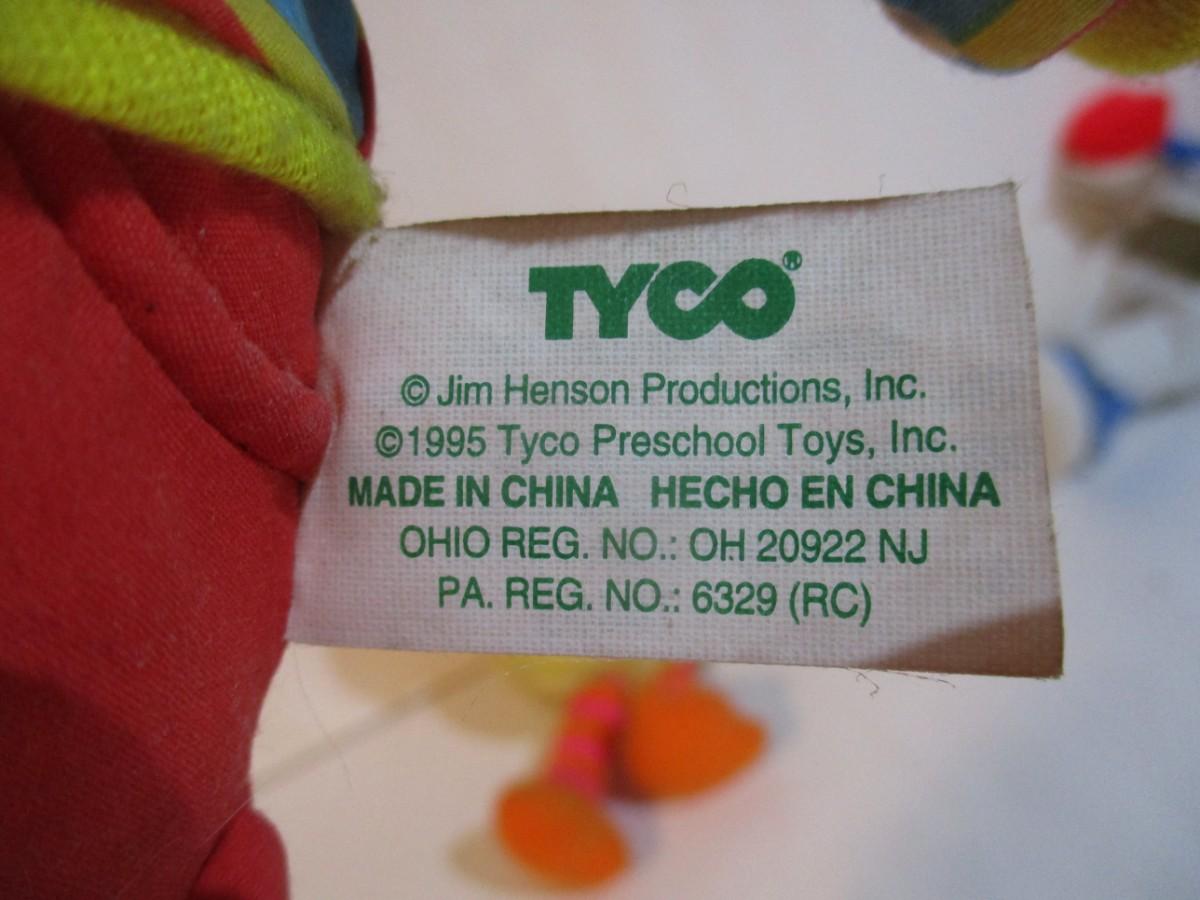 TYCO®
© Jim Henson Productions, Inc.
©1995 Tyco Preschool Toys, Inc.
MADE IN CHINA HECHO EN CHINA
OHIO REG. NO.: OH 20922 NJ
PA. REG. NO.: 6329 (RC)